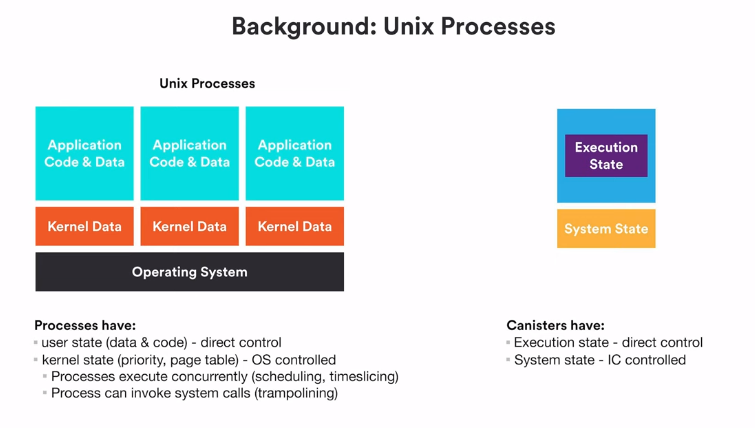 Background: Unix Processes
Unix Processes
Application
Code & Data
Application
Code & Data
Application
Code & Data
Kernel Data
Kernel Data
Kernel Data
Operating System
Execution
State
System State
Processes have:
▪ user state (data & code) - direct control
▪ kernel state (priority, page table) - OS controlled
▪ Processes execute concurrently (scheduling, timeslicing)
▪ Process can invoke system calls (trampolining)
Canisters have:
▪ Execution state - direct control
▪ System state - IC controlled